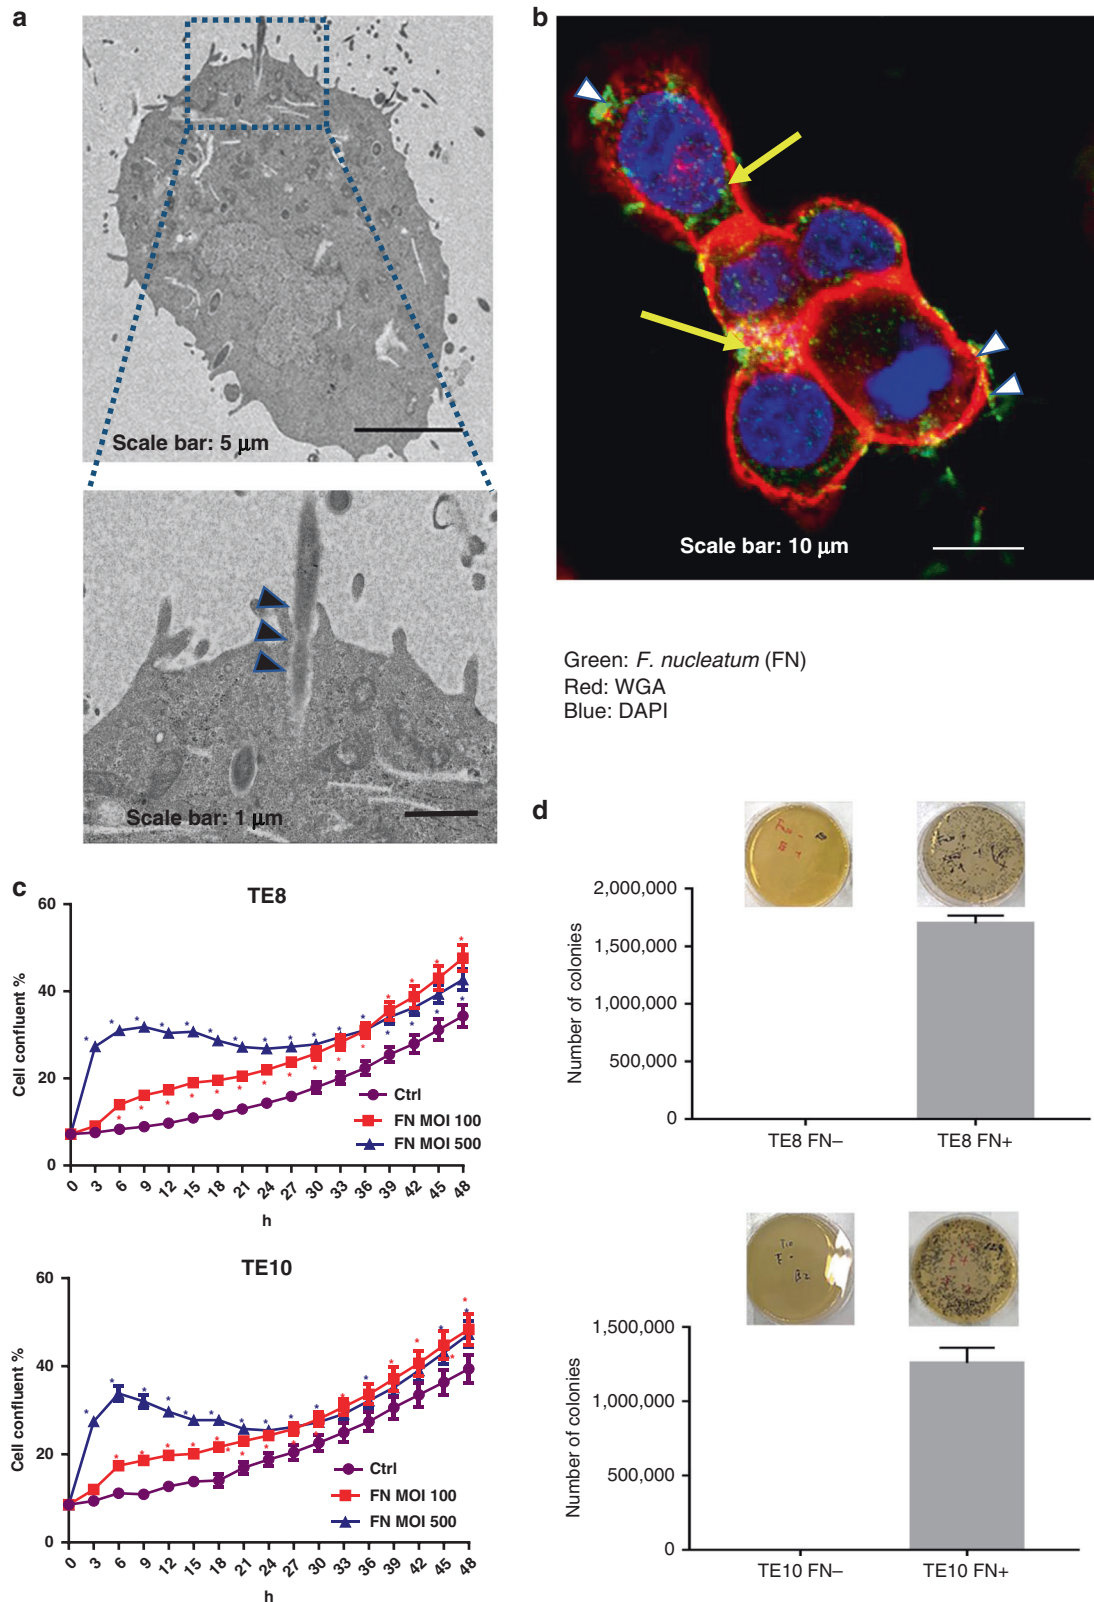 a
Scale bar: 5 μm
Scale bar: 1 μm
b
Scale bar: 10 μm
Green: F. nucleatum (FN)
Red: WGA
Blue: DAPI
c
TE8
Cell confluent %
60
40
20
0
Ctrl
FN MOI 100
FN MOI 500
0 3 6 9 12 15 18 21 24 27 30 33 36 39 42 45 48
h
TE10
Cell confluent %
60
40
20
0
Ctrl
FN MOI 100
FN MOI 500
0 3 6 9 12 15 18 21 24 27 30 33 36 39 42 45 48
h
d
Number of colonies
2,000,000
1,500,000
1,000,000
500,000
0
TE8 FN– TE8 FN+
Number of colonies
1,500,000
1,000,000
500,000
0
TE10 FN– TE10 FN+